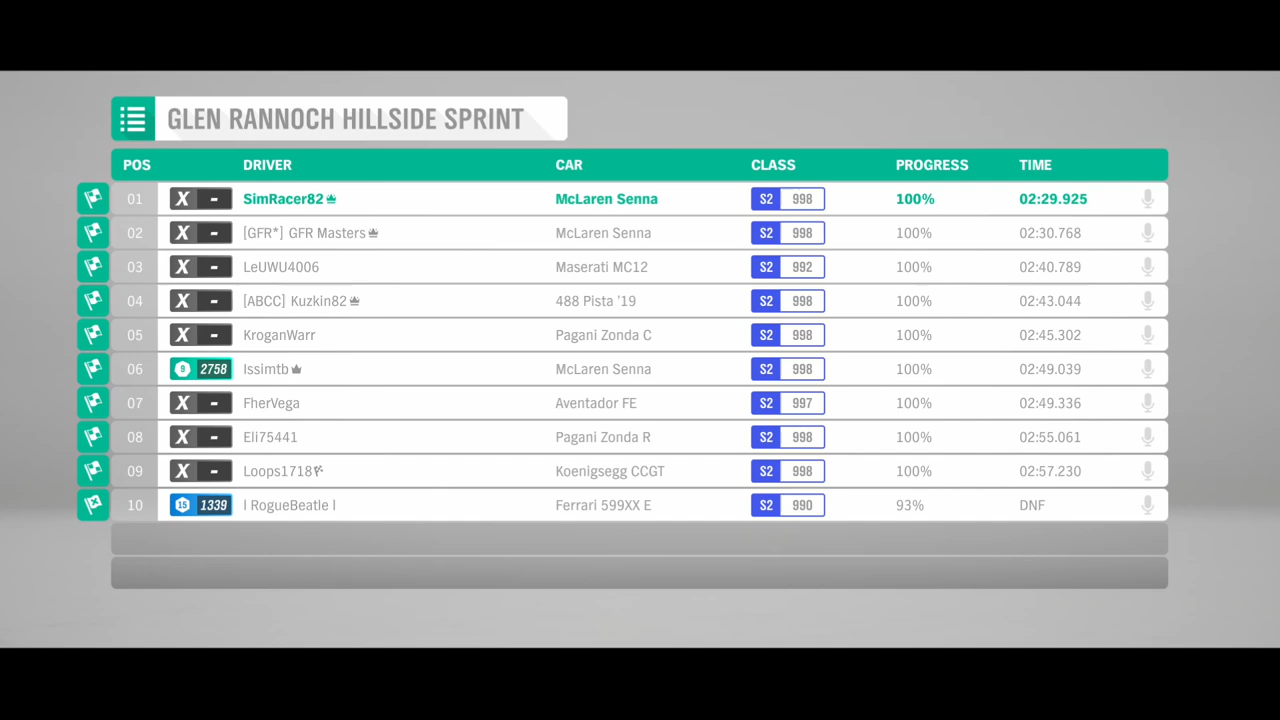 GLEN RANNOCH HILLSIDE SPRINT
POS DRIVER CAR CLASS PROGRESS TIME
01 X - SimRacer82 McLaren Senna S2 998 100% 02:29.925
02 X - [GFR*] GFR Masters McLaren Senna S2 998 100% 02:30.768
03 X - LeUWU4006 Maserati MC12 S2 992 100% 02:40.789
04 X - [ABCC] Kuzkin82 488 Pista '19 S2 998 100% 02:43.044
05 X - KroganWarr Pagani Zonda C S2 998 100% 02:45.302
06 9 2758 Issimtb McLaren Senna S2 998 100% 02:49.039
07 X - FherVega Aventador FE S2 997 100% 02:49.336
08 X - Eli75441 Pagani Zonda R S2 998 100% 02:55.061
09 X - Loops1718 Koenigsegg CCGT S2 998 100% 02:57.230
10 15 1339 l RogueBeatle l Ferrari 599XX E S2 990 93% DNF